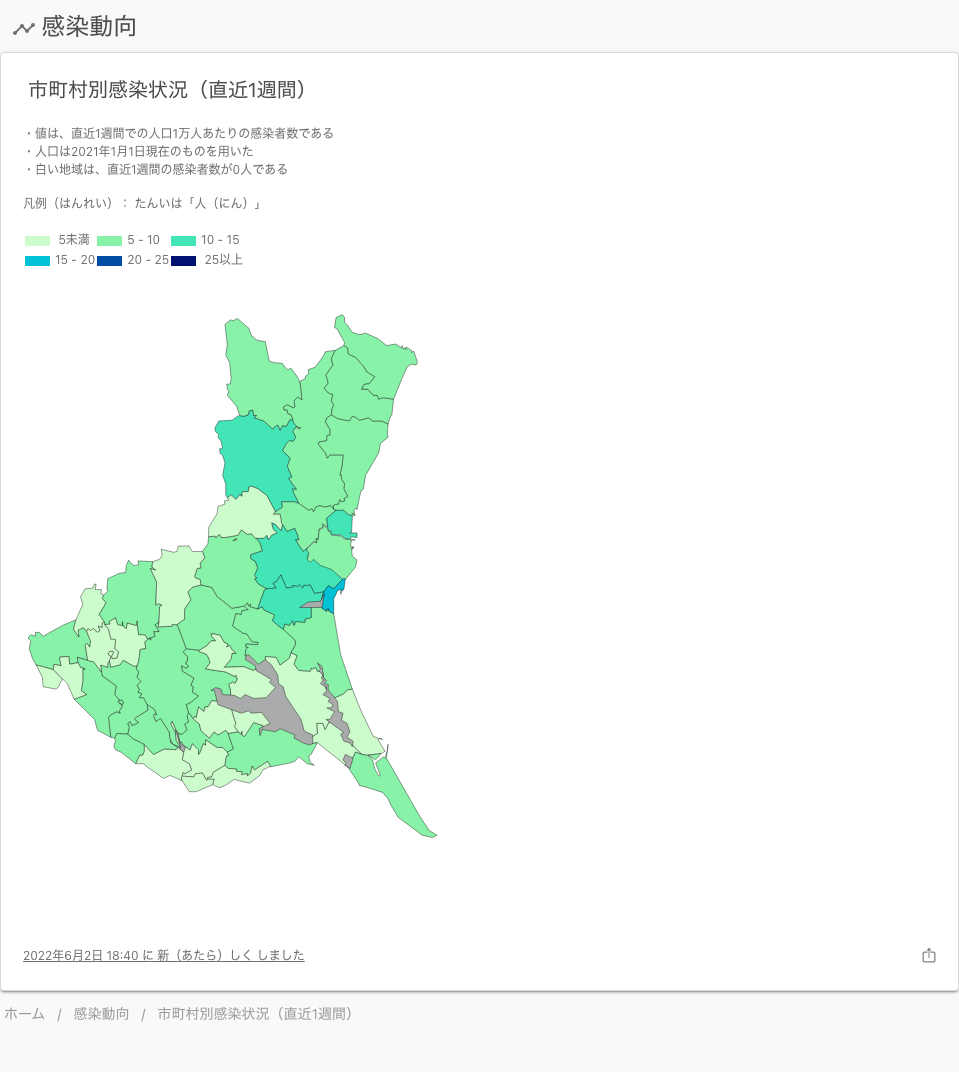 感染動向
市町村別感染状況（直近1週間）
・値は、直近1週間での人口1万人あたりの感染者数である
・人口は2021年1月1日現在のものを用いた
・白い地域は、直近1週間の感染者数が0人である
凡例（はんれい）： たんいは「人（にん）」
5未満 5 - 10 10 - 15
15 - 20 20 - 25 25以上
2022年6月2日 18:40 に 新（あたら）しく しました
ホーム / 感染動向 / 市町村別感染状況（直近1週間）